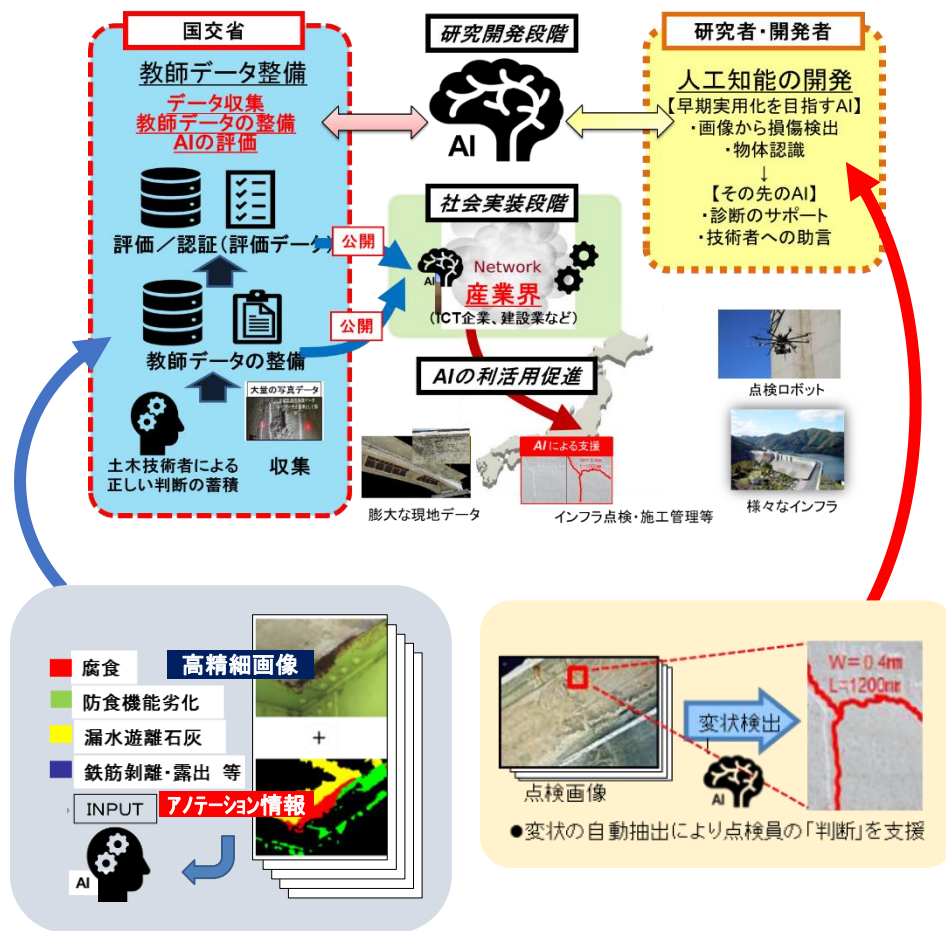 国交省
教師データ整備
データ収集
教師データの整備
AIの評価
評価／認証（評価データ）
教師データの整備
大量の写真データ
土木技術者による
正しい判断の蓄積
収集
研究開発段階
AI
社会実装段階
公開
公開
AI
Network
産業界
（ICT企業、建設業など）
AIの利活用促進
研究者・開発者
人工知能の開発
【早期実用化を目指すAI】
・画像から損傷検出
・物体認識
↓
【その先のAI】
・診断のサポート
・技術者への助言
点検ロボット
様々なインフラ
膨大な現地データ
AIによる支援
インフラ点検・施工管理等
腐食
防食機能劣化
漏水遊離石灰
鉄筋剝離・露出 等
高精細画像
+
INPUT
アノテーション情報
AI
点検画像
変状検出
AI
W＝0.4mm
L＝1200mm
●変状の自動抽出により点検員の「判断」を支援